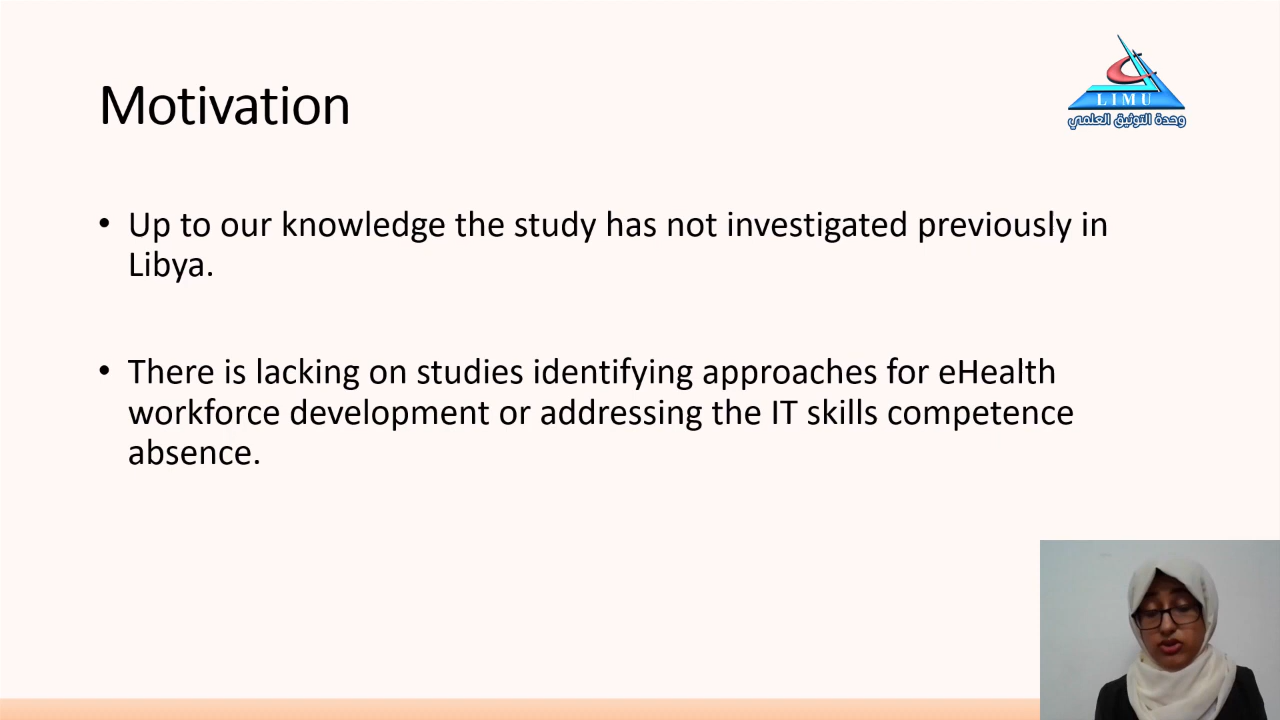 Motivation
LIMU
وحدة التوثيق العلمي
• Up to our knowledge the study has not investigated previously in
Libya.
• There is lacking on studies identifying approaches for eHealth
workforce development or addressing the IT skills competence
absence.